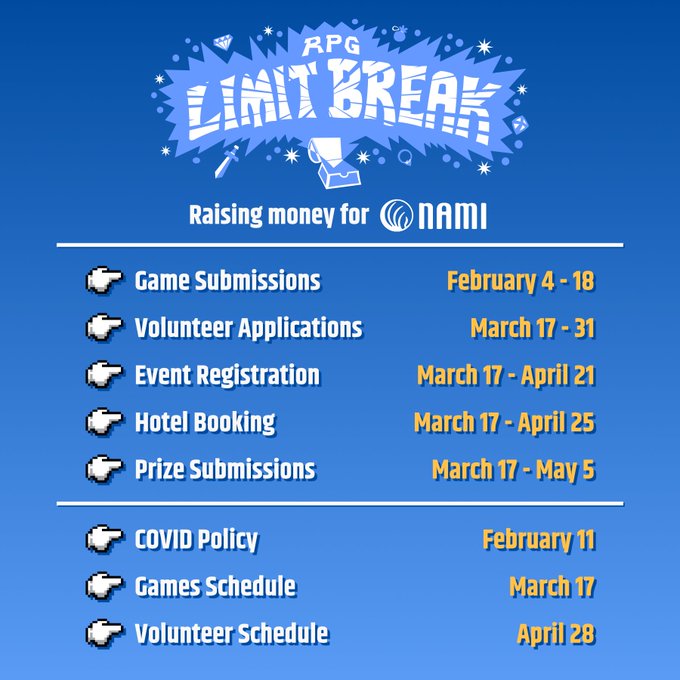 RPG
LIMIT BREAK
Raising money for NAMI
Game Submissions February 4 - 18
Volunteer Applications March 17 - 31
Event Registration March 17 - April 21
Hotel Booking March 17 - April 25
Prize Submissions March 17 - May 5
COVID Policy February 11
Games Schedule March 17
Volunteer Schedule April 28